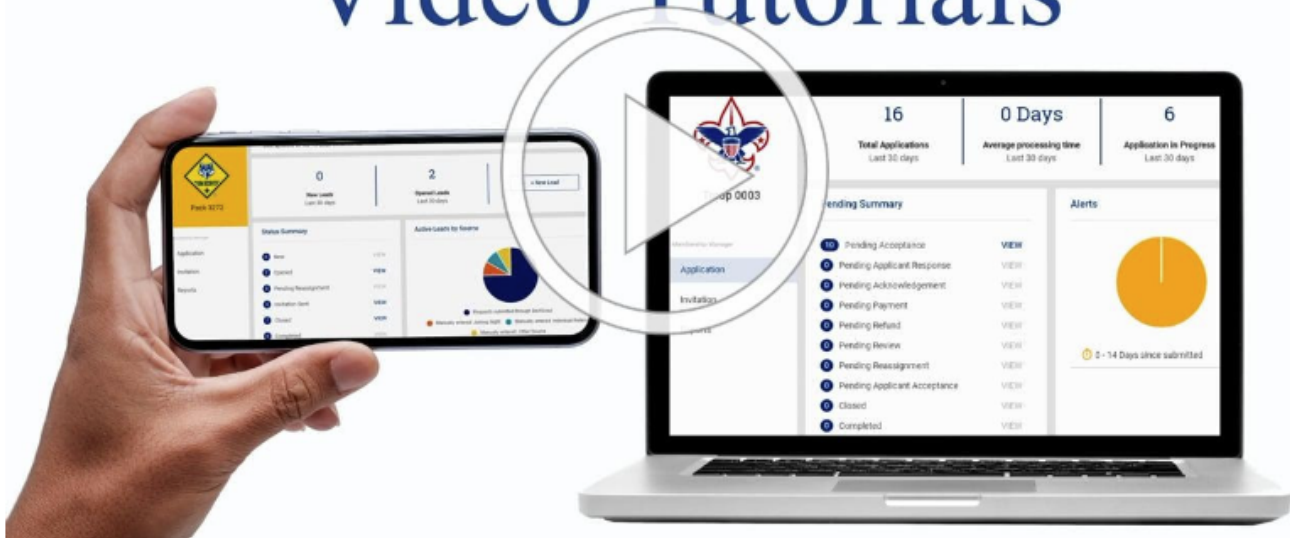 Video Tutorials
Pack 0272
0
New Leads
Last 30 days
2
Opened Leads
Last 30 days
+ New Lead
Status Summary
New
VIEW
Opened
VIEW
Pending Reassignment
VIEW
Invitation Sent
VIEW
Closed
VIEW
Completed
VIEW
Active Leads by Source
Application
Invitation
Reports
16
Total Applications
Last 30 days
0 Days
Average processing time
Last 30 days
6
Application in Progress
Last 30 days
0003
Membership Manager
Application
Invitation
Pending Summary
10 Pending Acceptance VIEW
0 Pending Applicant Response VIEW
0 Pending Acknowledgement VIEW
0 Pending Payment VIEW
0 Pending Refund VIEW
0 Pending Review VIEW
0 Pending Reassignment VIEW
0 Pending Applicant Acceptance VIEW
0 Closed VIEW
0 Completed VIEW
Alerts
0 - 14 Days since submitted